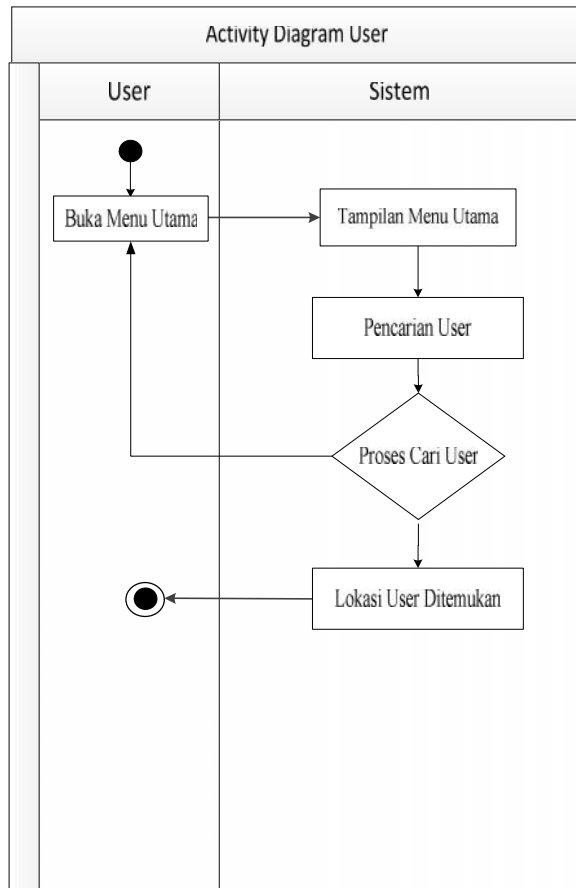 Activity Diagram User
User
Sistem
Buka Menu Utama
Tampilan Menu Utama
Pencarian User
Proses Cari User
Lokasi User Ditemukan